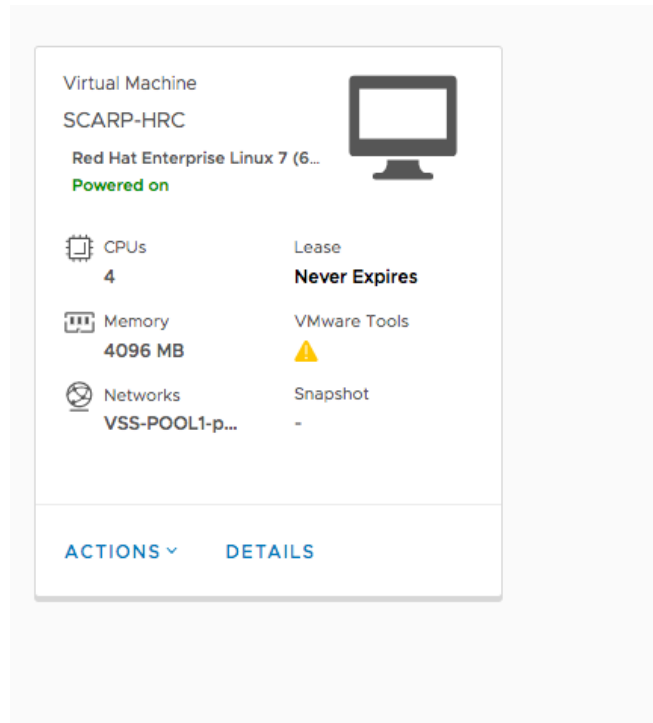 Virtual Machine
SCARP-HRC
Red Hat Enterprise Linux 7 (6...
Powered on
CPUs
4
Lease
Never Expires
Memory
4096 MB
VMware Tools
Networks
VSS-POOL1-p...
Snapshot
-
ACTIONS
DETAILS